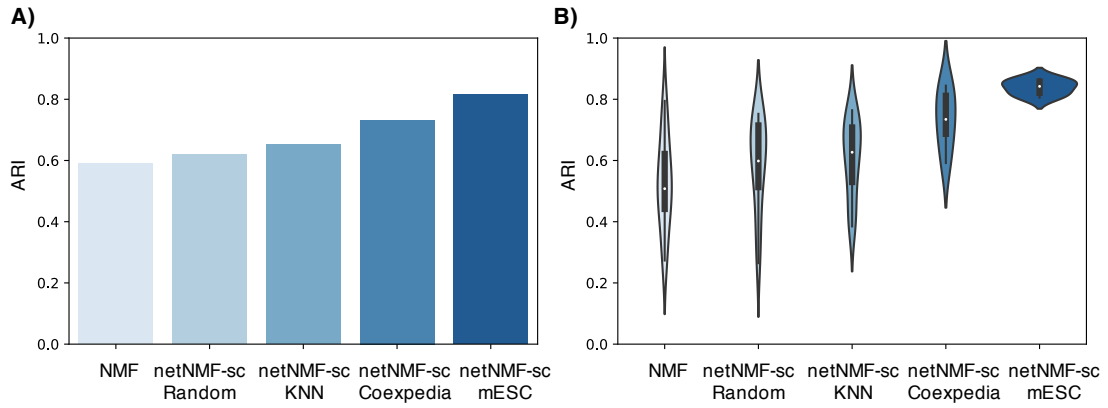 A)
1.0
0.8
0.6
0.4
0.2
0.0
ARI
NMF
netNMF-sc
Random
netNMF-sc
KNN
netNMF-sc
Coexpedia
netNMF-sc
mESC
B)
1.0
0.8
0.6
0.4
0.2
0.0
ARI
NMF
netNMF-sc
Random
netNMF-sc
KNN
netNMF-sc
Coexpedia
netNMF-sc
mESC